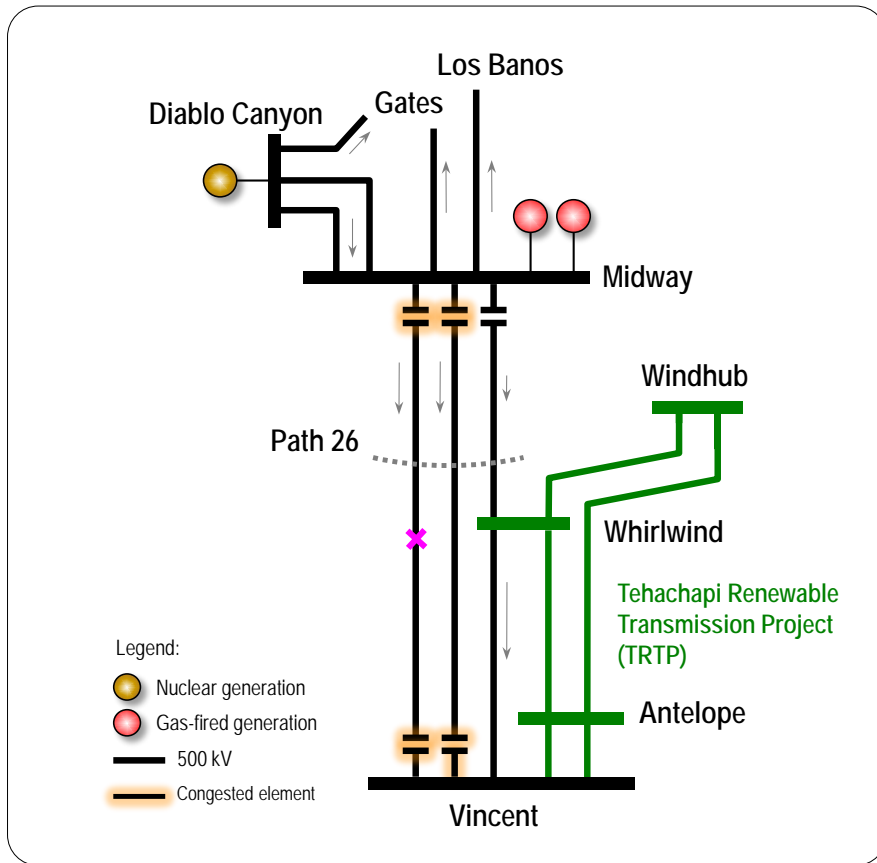 Los Banos
Gates
Diablo Canyon
Midway
Windhub
Path 26
Whirlwind
Tehachapi Renewable
Transmission Project
(TRTP)
Legend:
Nuclear generation
Gas-fired generation
500 kV
Congested element
Antelope
Vincent